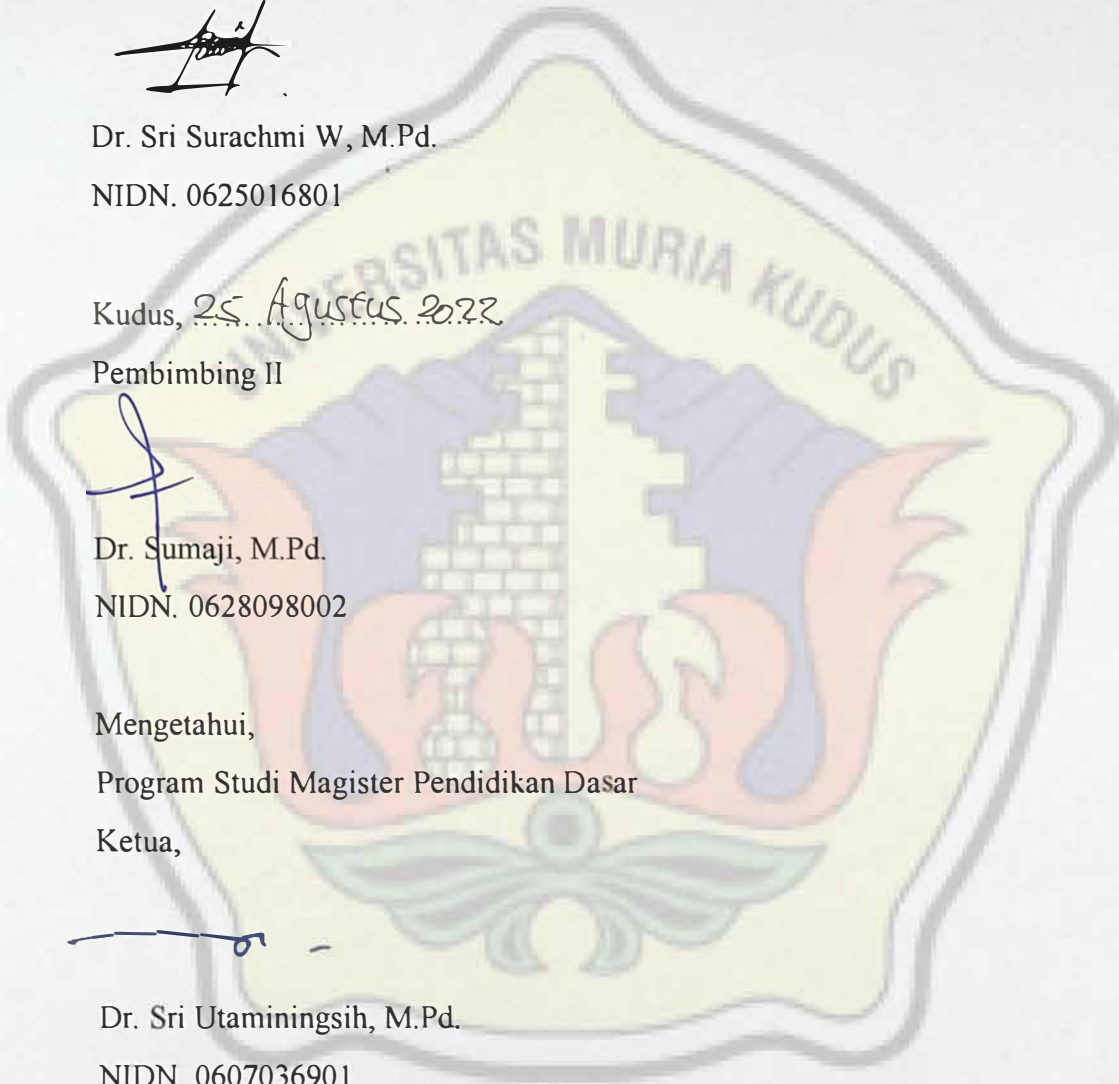 Dr. Sri Surachmi W, M.Pd.
NIDN. 0625016801
UNIVERSITAS MURIA KUDUS
Kudus, 25 Agustus 2022
Pembimbing II
Dr. Sumaji, M.Pd.
NIDN. 0628098002
Mengetahui,
Program Studi Magister Pendidikan Dasar
Ketua,
Dr. Sri Utaminingsih, M.Pd.
NIDN. 0607036901